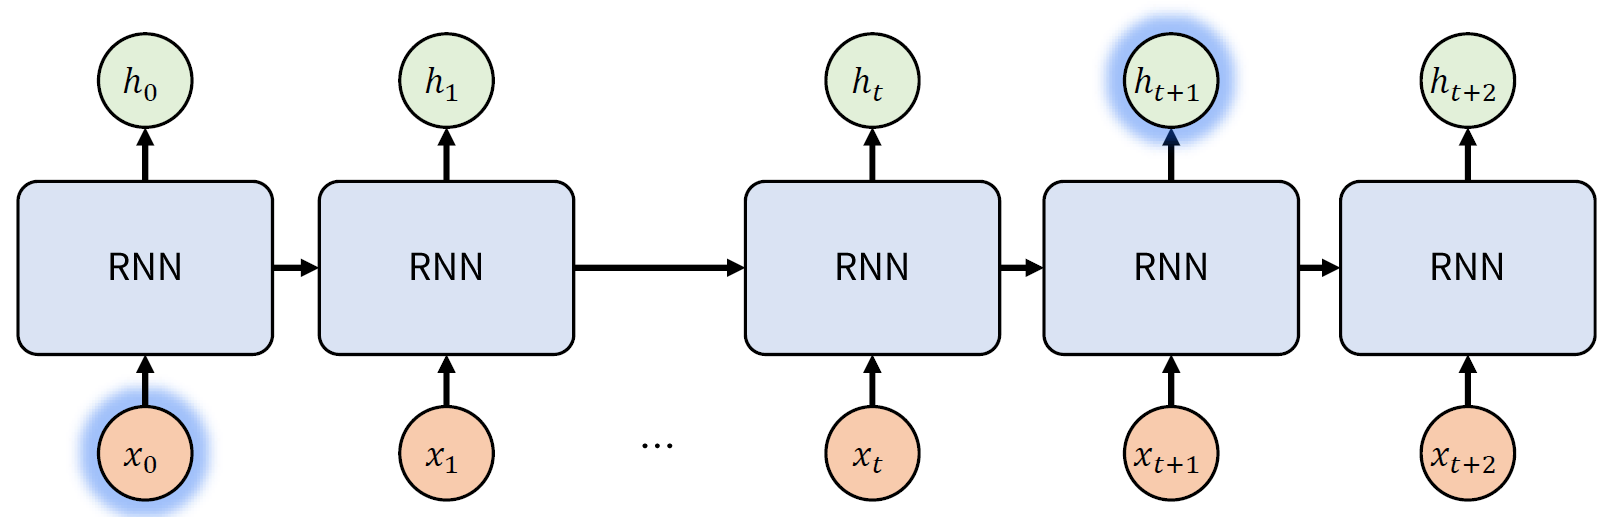 h₀ h₁ hₜ hₜ₊₁ hₜ₊₂
RNN RNN RNN RNN RNN
x₀ x₁ … xₜ xₜ₊₁ xₜ₊₂